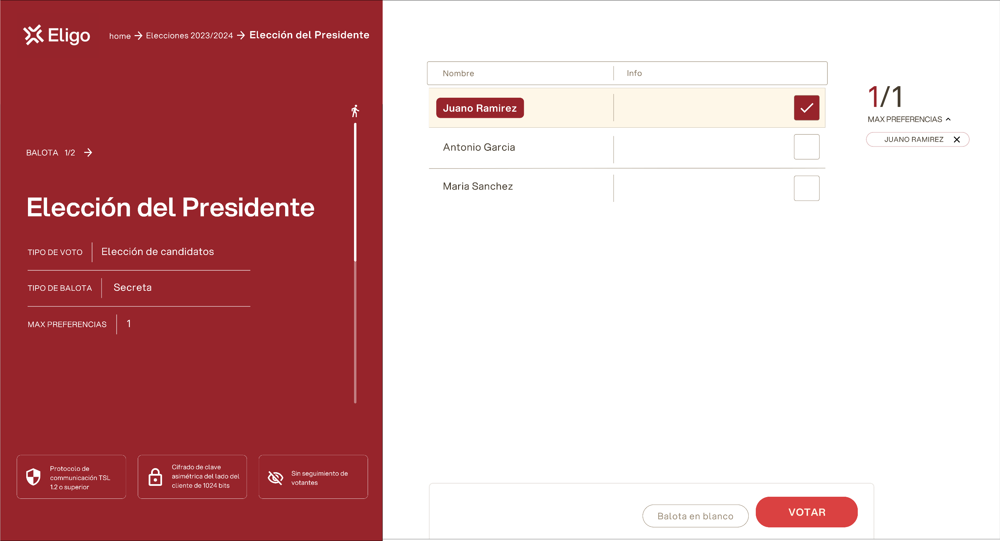 Eligo
home → Elecciones 2023/2024 → Elección del Presidente
BALOTA 1/2 →
Elección del Presidente
TIPO DE VOTO Elección de candidatos
TIPO DE BALOTA Secreta
MAX PREFERENCIAS 1
Protocolo de
communicación TSL
1.2 o superior
Cifrado de clave
asimétrica del lado del
cliente de 1024 bits
Sin seguimiento de
votantes
Nombre Info
Juano Ramirez
Antonio Garcia
Maria Sanchez
1/1
MAX PREFERENCIAS
JUANO RAMIREZ
Balota en blanco
VOTAR